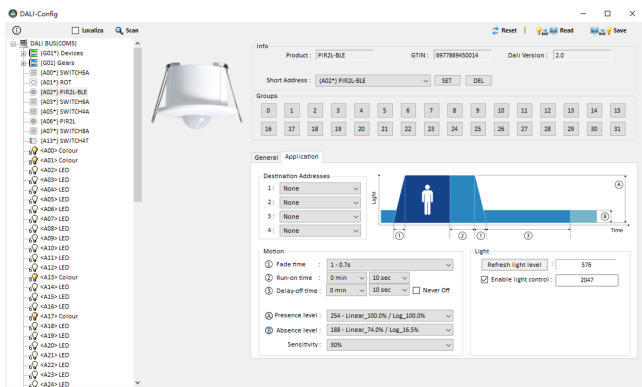 DALI-Config
Localiza
Scan
Reset | Read Save
DALI BUS(COM5)
[G01*) Devices
[G01) Gears
(A00*) SWITCH6A
(A01*) ROT
(A02*) PIR2L-BLE
(A03*) SWITCH6A
(A05*) SWITCH4A
(A06*) PIR2L
(A07*) SWITCH8A
(A13*) SWITCH4T
<A00> Colour
<A01> Colour
<A02> LED
<A03> LED
<A04> LED
<A05> LED
<A06> LED
<A07> LED
<A08> LED
<A09> LED
<A10> LED
<A11> LED
<A12> LED
<A13> Colour
<A14> LED
<A15> LED
<A16> LED
<A17> Colour
<A18> LED
<A19> LED
<A20> LED
<A21> LED
<A22> LED
<A23> LED
<A24> LED
Info
Product : PIR2L-BLE GTIN : 6977869450014 Dali Version : 2.0
Short Address : (A02*) PIR2L-BLE SET DEL
Groups
0 1 2 3 4 5 6 7 8 9 10 11 12 13 14 15
16 17 18 19 20 21 22 23 24 25 26 27 28 29 30 31
General Application
Destination Addresses
1 : None
2 : None
3 : None
4 : None
Light
A
B
Time
1 2 1 3
Motion
1 Fade time : 1 - 0.7s
2 Run-on time : 0 min 10 sec
3 Delay-off time : 0 min 10 sec Never Off
A Presence level : 254 - Linear_100.0% / Log_100.0%
B Absence level : 188 - Linear_74.0% / Log_16.5%
Sensitivity : 30%
Light
Refresh light level : 576
Enable light control : 2047